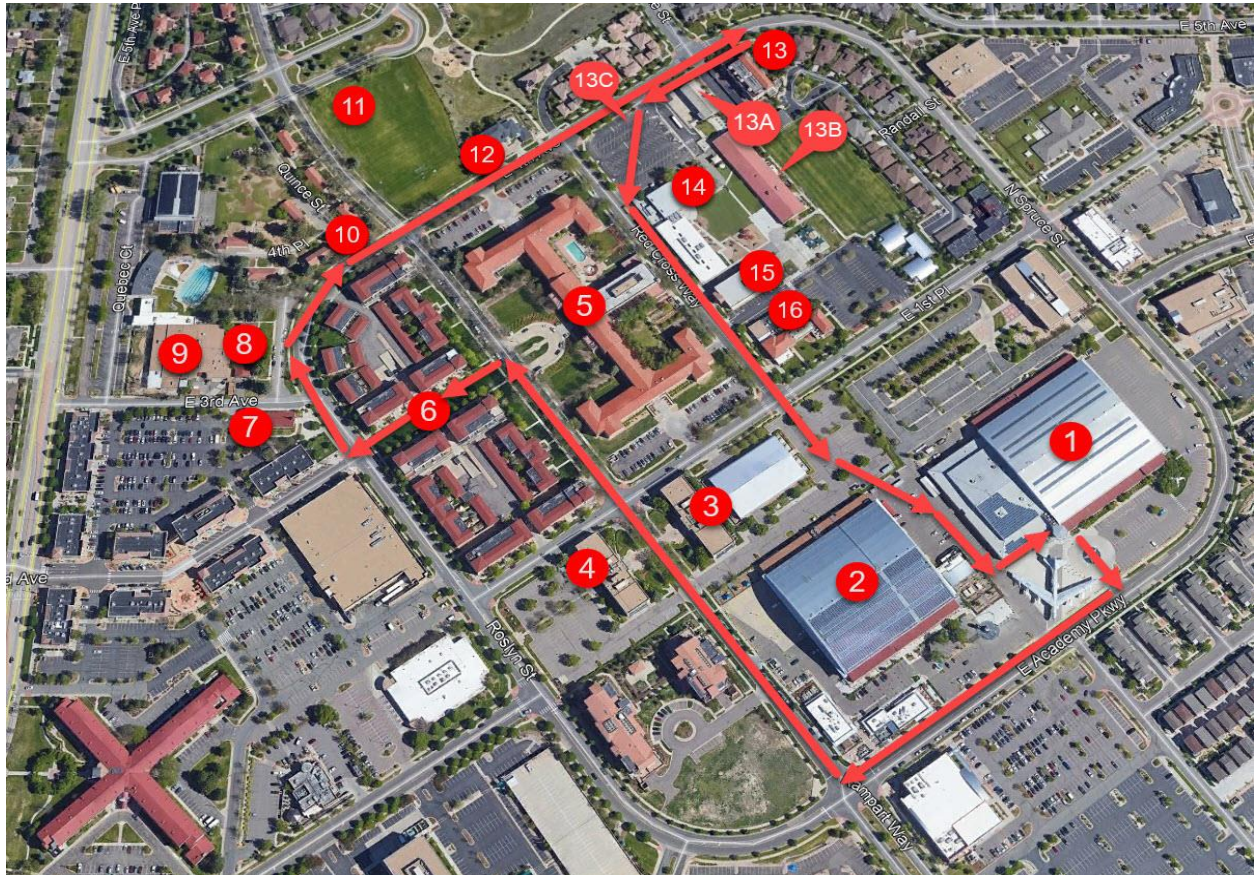 E 5th Ave
13
13C
11
13A
13B
Randall St
12
Quince St
14
N Spruce St
10
4th Pl
Red Cross Way
Quebec Ct
15
5
16
E 1st Pl
9
8
E 3rd Ave
6
7
1
3
4
2
Ave
E Academy Pkwy
Roslyn St
ampart Way